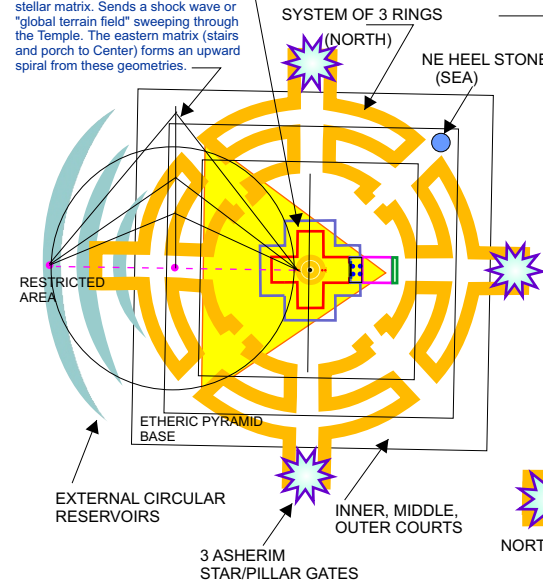 stellar matrix. Sends a shock wave or
"global terrain field" sweeping through
the Temple. The eastern matrix (stairs
and porch to Center) forms an upward
spiral from these geometries.
SYSTEM OF 3 RINGS
(NORTH)
NE HEEL STONE
(SEA)
RESTRICTED
AREA
ETHERIC PYRAMID
BASE
EXTERNAL CIRCULAR
RESERVOIRS
INNER, MIDDLE,
OUTER COURTS
3 ASHERIM
STAR/PILLAR GATES
NORT